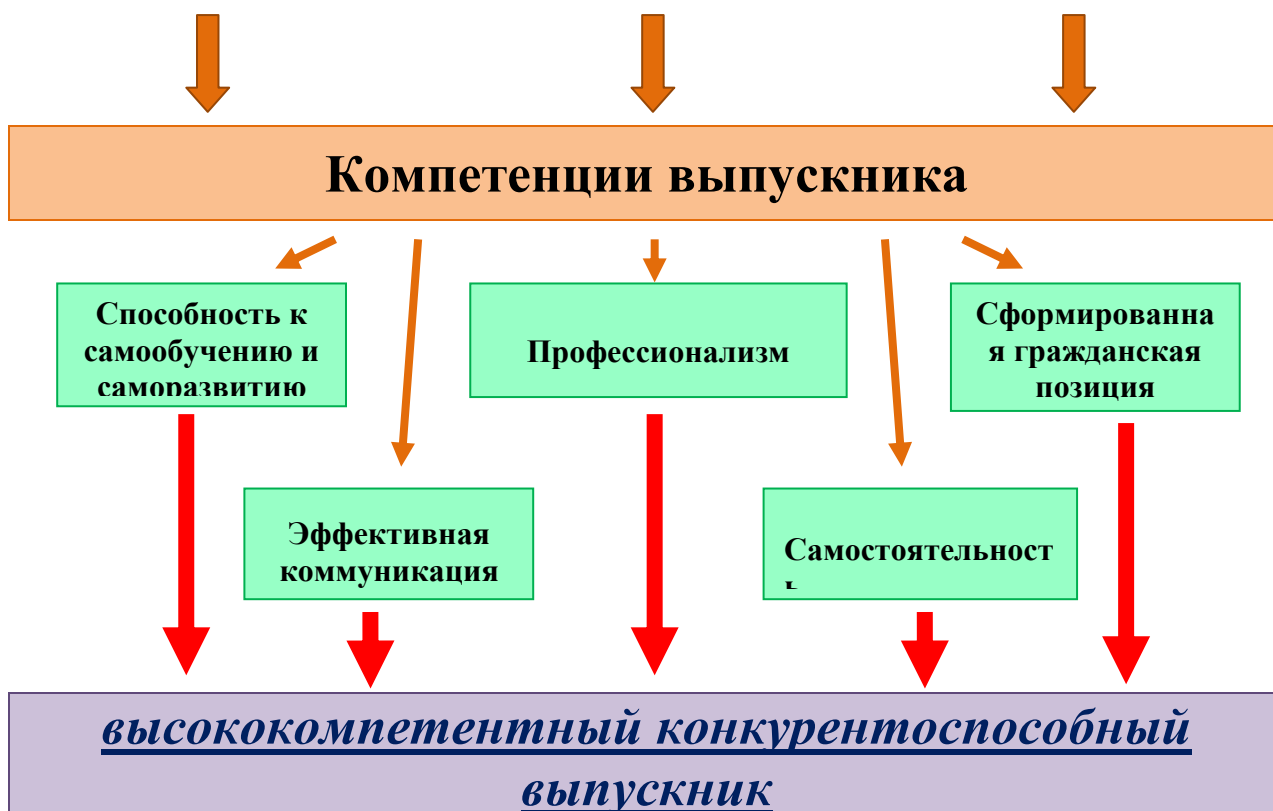 Компетенции выпускника
Способность к
самообучению и
саморазвитию
Профессионализм
Сформированна
я гражданская
позиция
Эффективная
коммуникация
Самостоятельност
ь
высококомпетентный конкурентоспособный
выпускник